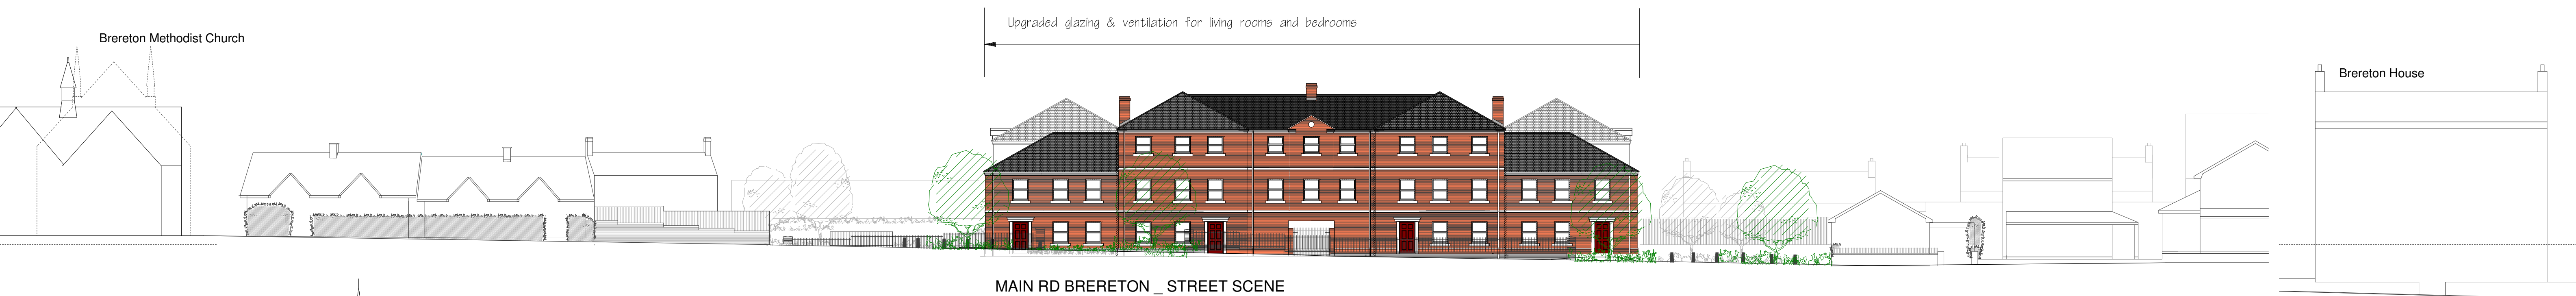 Upgraded glazing & ventilation for living rooms and bedrooms
Brereton Methodist Church
Brereton House
MAIN RD BRERETON _ STREET SCENE